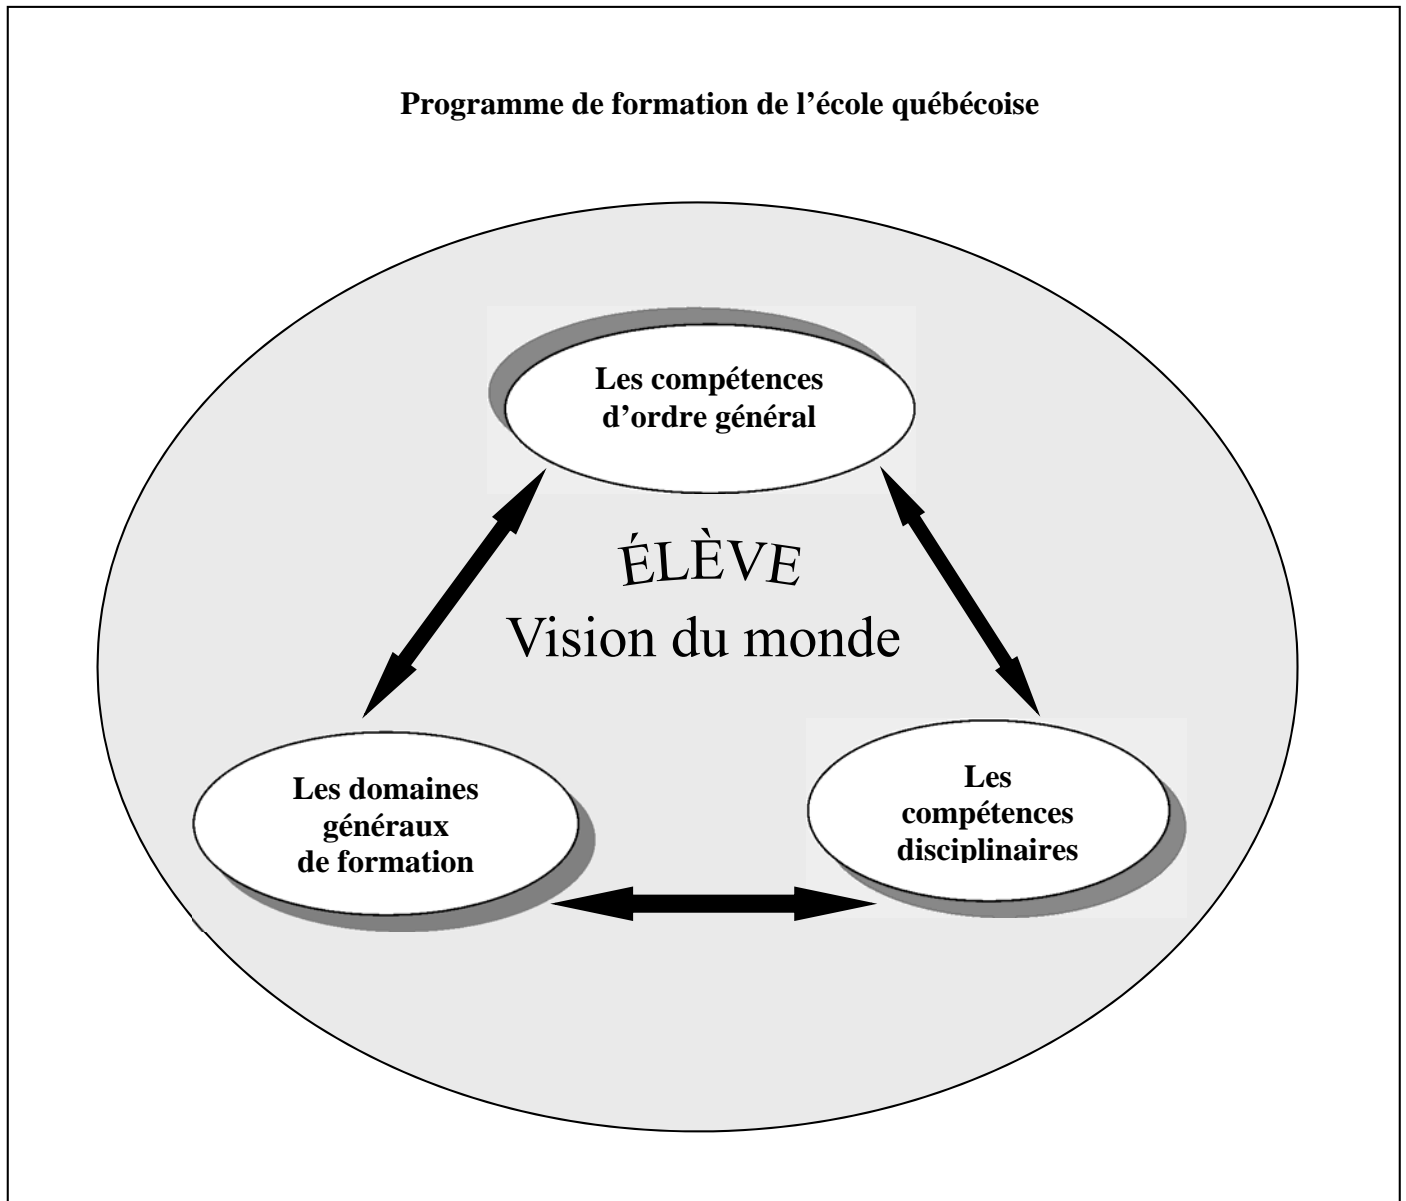 Programme de formation de l’école québécoise
Les compétences
d’ordre général
ÉLÈVE
Vision du monde
Les domaines
généraux
de formation
Les
compétences
disciplinaires